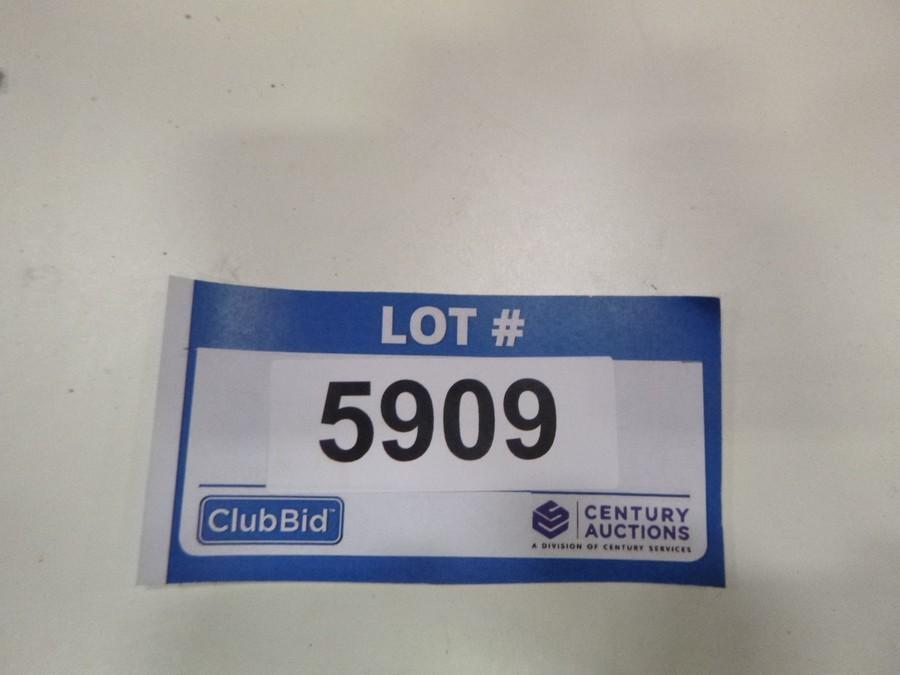 LOT #
5909
ClubBid™
CENTURY
AUCTIONS
A DIVISION OF CENTURY SERVICES